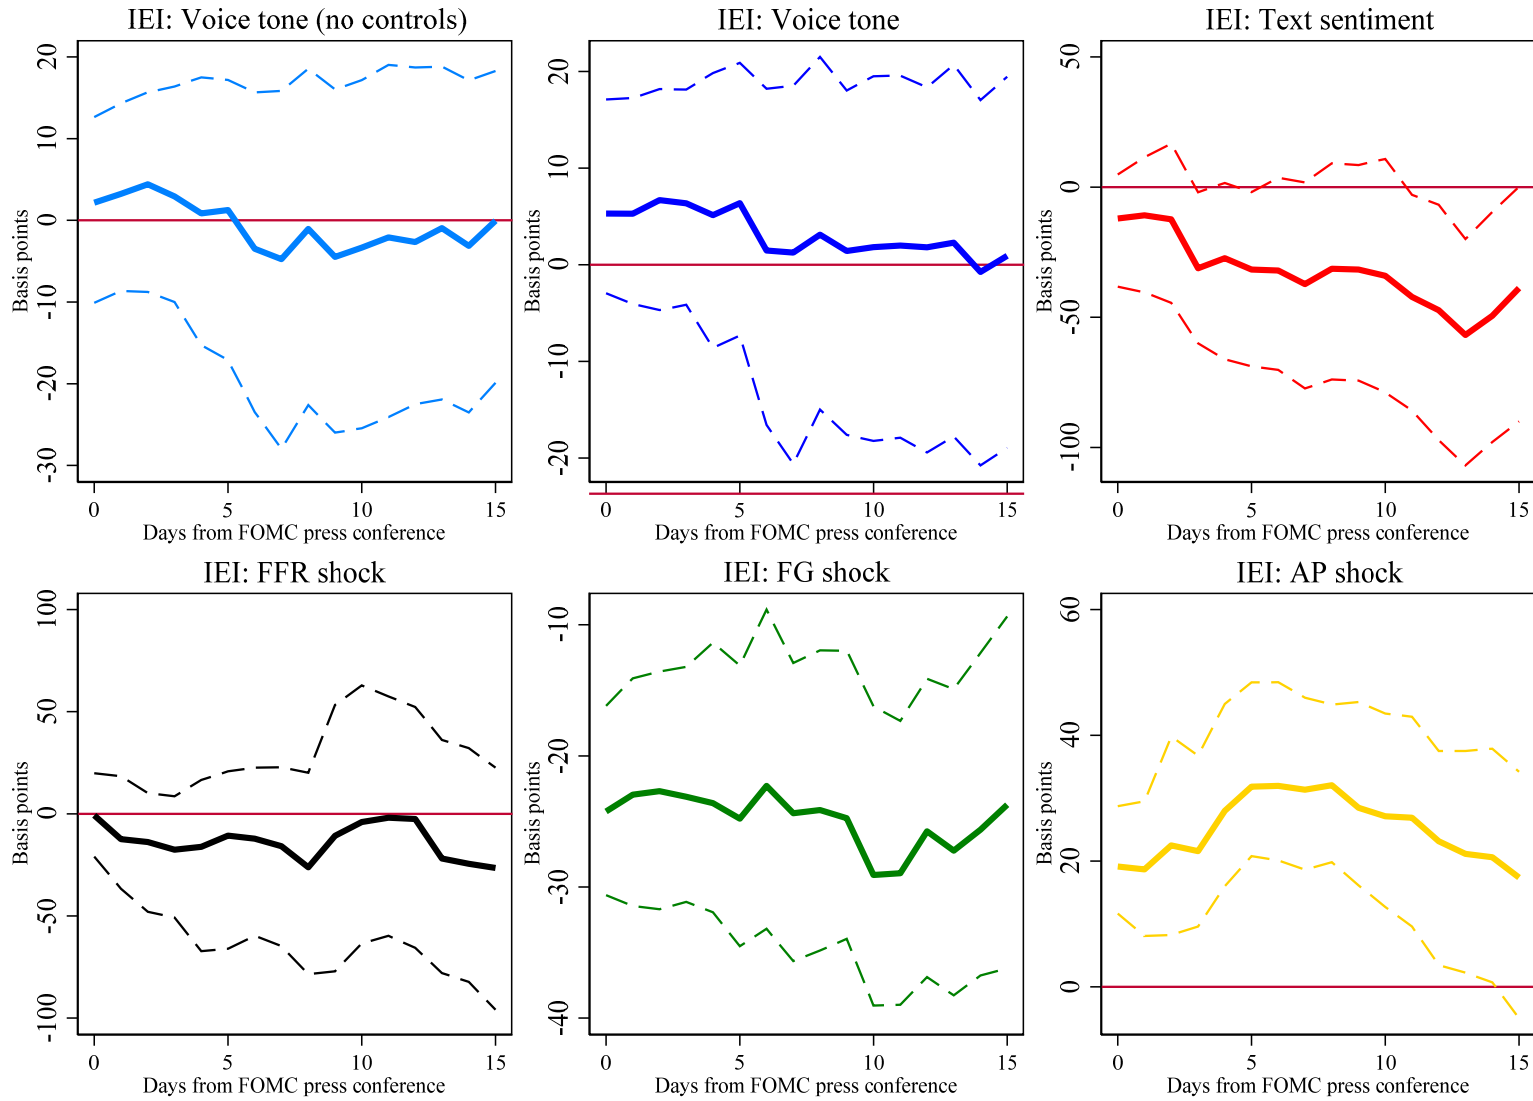 IEI: Voice tone (no controls)
Basis points
20
10
0
-10
-20
-30
0 5 10 15
Days from FOMC press conference
IEI: Voice tone
Basis points
20
10
0
-10
-20
0 5 10 15
Days from FOMC press conference
IEI: Text sentiment
Basis points
50
0
-50
-100
0 5 10 15
Days from FOMC press conference
IEI: FFR shock
Basis points
100
50
0
-50
-100
0 5 10 15
Days from FOMC press conference
IEI: FG shock
Basis points
-10
-20
-30
-40
0 5 10 15
Days from FOMC press conference
IEI: AP shock
Basis points
60
40
20
0
0 5 10 15
Days from FOMC press conference